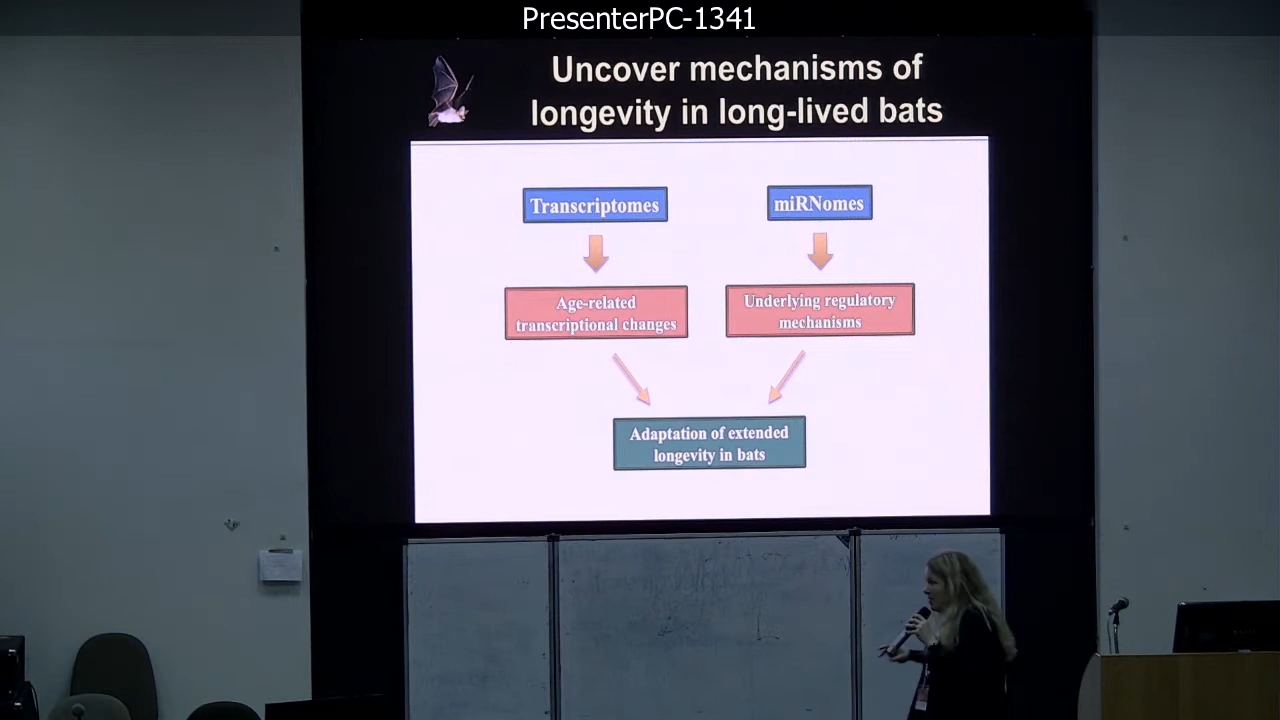 PresenterPC-1341
Uncover mechanisms of
longevity in long-lived bats
Transcriptomes
miRNomes
Age-related
transcriptional changes
Underlying regulatory
mechanisms
Adaptation of extended
longevity in bats